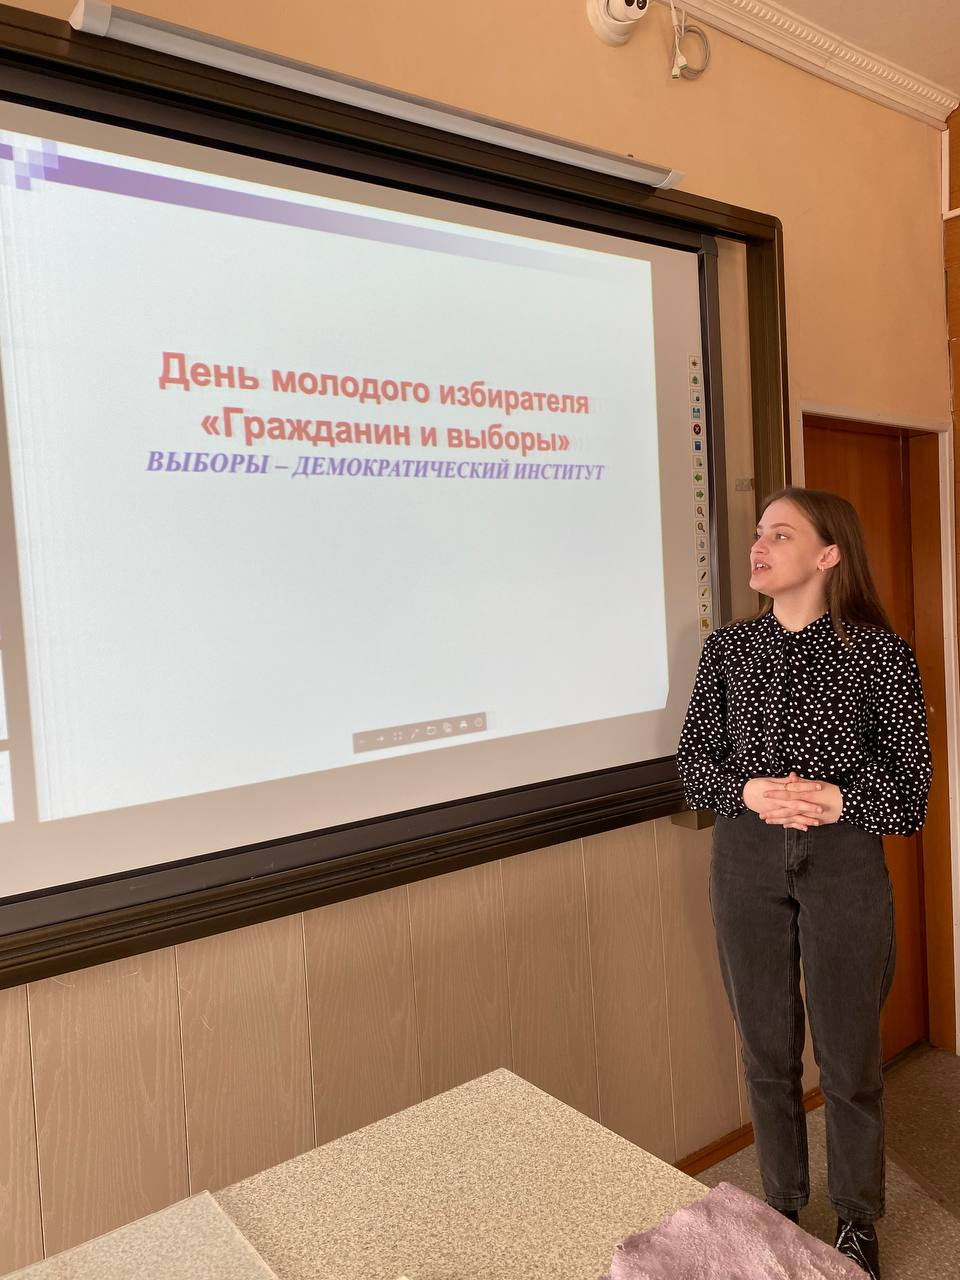 День молодого избирателя
«Гражданин и выборы»
ВЫБОРЫ – ДЕМОКРАТИЧЕСКИЙ ИНСТИТУТ